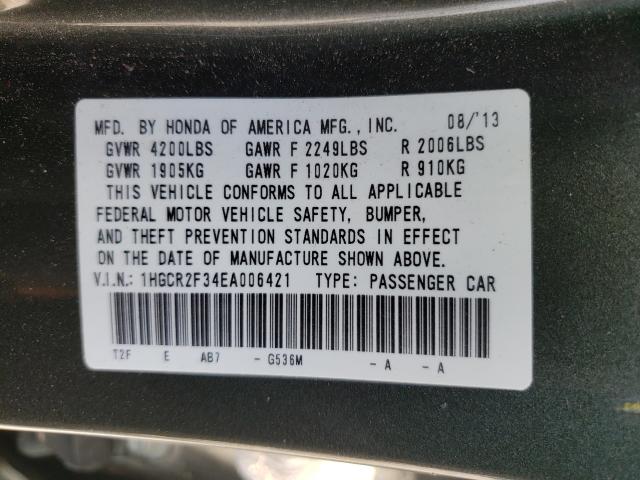 MFD. BY HONDA OF AMERICA MFG., INC. 08/'13
GVWR 4200LBS GAWR F 2249LBS R 2006LBS
GVWR 1905KG GAWR F 1020KG R 910KG
THIS VEHICLE CONFORMS TO ALL APPLICABLE
FEDERAL MOTOR VEHICLE SAFETY, BUMPER,
AND THEFT PREVENTION STANDARDS IN EFFECT
ON THE DATE OF MANUFACTURE SHOWN ABOVE.
V.I.N.: 1HGCR2F34EA006421 TYPE: PASSENGER CAR
T2F E AB7 - G536M - A - A